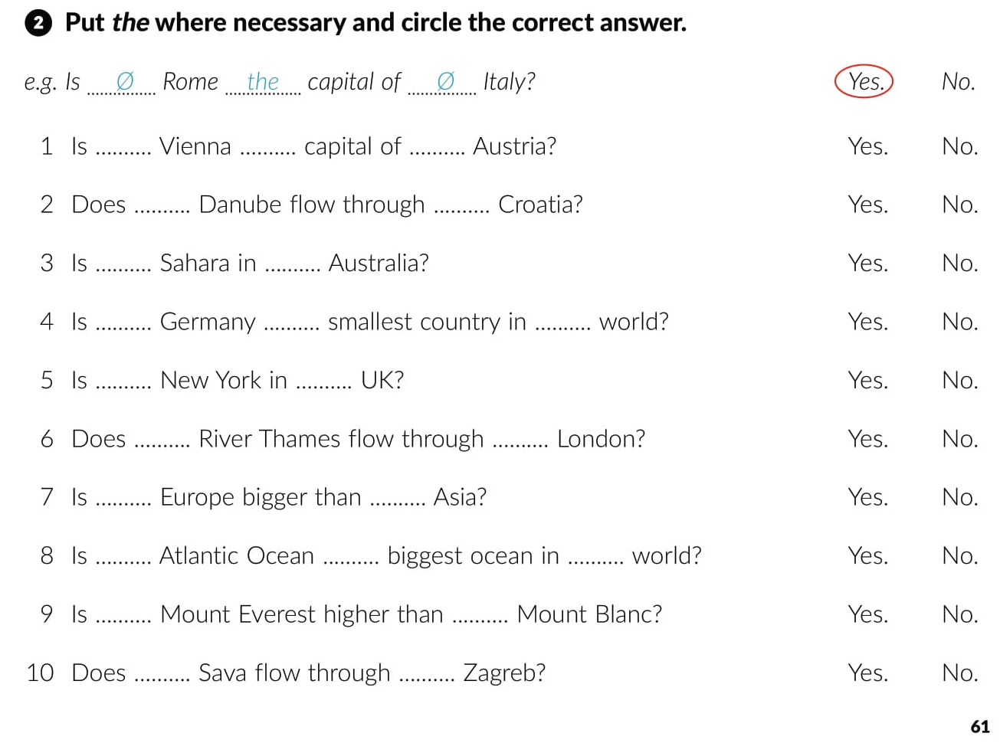 2 Put the where necessary and circle the correct answer.
e.g. Is ....Ø.... Rome ....the.... capital of ....Ø.... Italy? Yes. No.
1 Is .......... Vienna .......... capital of .......... Austria? Yes. No.
2 Does .......... Danube flow through .......... Croatia? Yes. No.
3 Is .......... Sahara in .......... Australia? Yes. No.
4 Is .......... Germany .......... smallest country in .......... world? Yes. No.
5 Is .......... New York in .......... UK? Yes. No.
6 Does .......... River Thames flow through .......... London? Yes. No.
7 Is .......... Europe bigger than .......... Asia? Yes. No.
8 Is .......... Atlantic Ocean .......... biggest ocean in .......... world? Yes. No.
9 Is .......... Mount Everest higher than .......... Mount Blanc? Yes. No.
10 Does .......... Sava flow through .......... Zagreb? Yes. No.
61